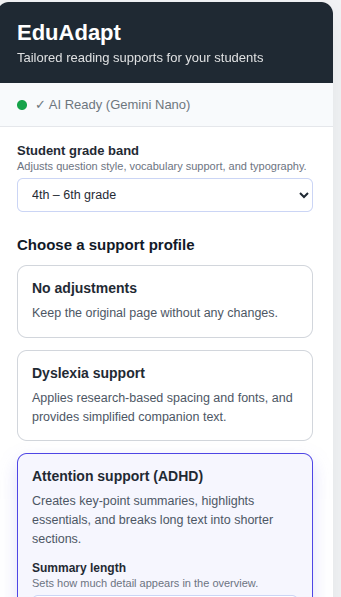 EduAdapt
Tailored reading supports for your students
✓ AI Ready (Gemini Nano)
Student grade band
Adjusts question style, vocabulary support, and typography.
4th – 6th grade
Choose a support profile
No adjustments
Keep the original page without any changes.
Dyslexia support
Applies research-based spacing and fonts, and
provides simplified companion text.
Attention support (ADHD)
Creates key-point summaries, highlights
essentials, and breaks long text into shorter
sections.
Summary length
Sets how much detail appears in the overview.